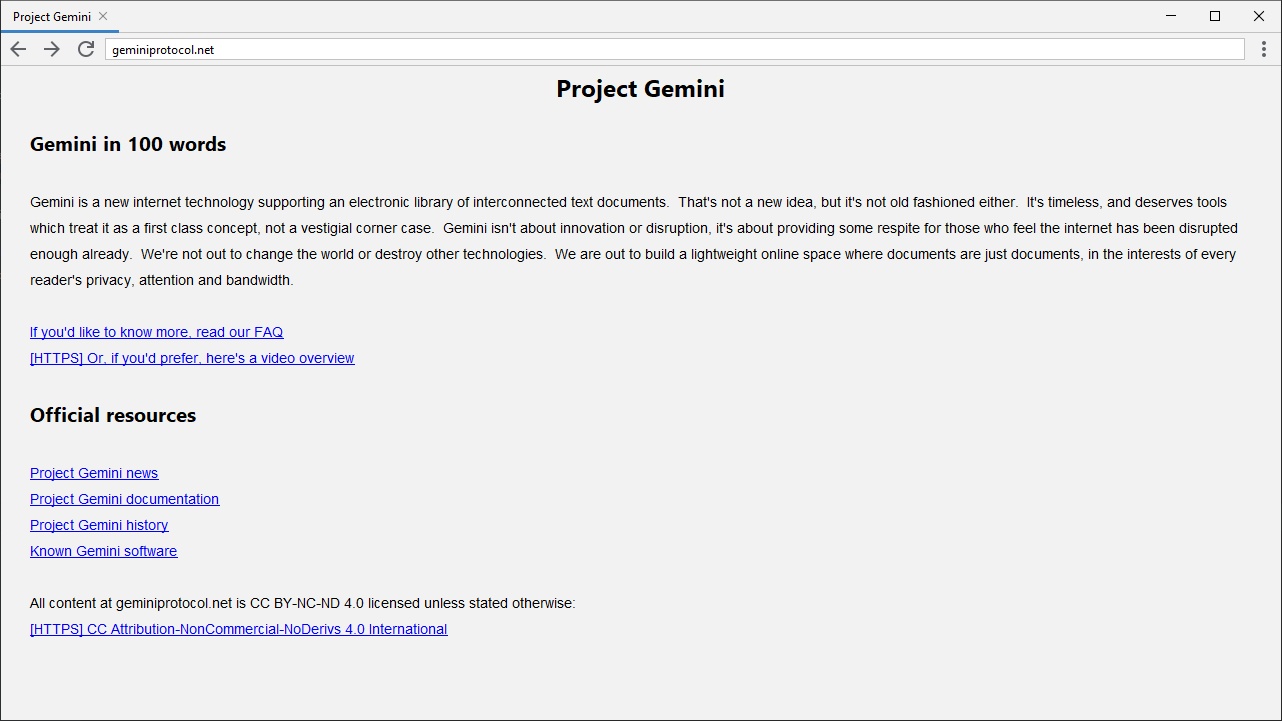 Project Gemini
geminiprotocol.net
Project Gemini
Gemini in 100 words
Gemini is a new internet technology supporting an electronic library of interconnected text documents.  That's not a new idea, but it's not old fashioned either.  It's timeless, and deserves tools
which treat it as a first class concept, not a vestigial corner case.  Gemini isn't about innovation or disruption, it's about providing some respite for those who feel the internet has been disrupted
enough already.  We're not out to change the world or destroy other technologies.  We are out to build a lightweight online space where documents are just documents, in the interests of every
reader's privacy, attention and bandwidth.
If you'd like to know more, read our FAQ
[HTTPS] Or, if you'd prefer, here's a video overview
Official resources
Project Gemini news
Project Gemini documentation
Project Gemini history
Known Gemini software
All content at geminiprotocol.net is CC BY-NC-ND 4.0 licensed unless stated otherwise:
[HTTPS] CC Attribution-NonCommercial-NoDerivs 4.0 International